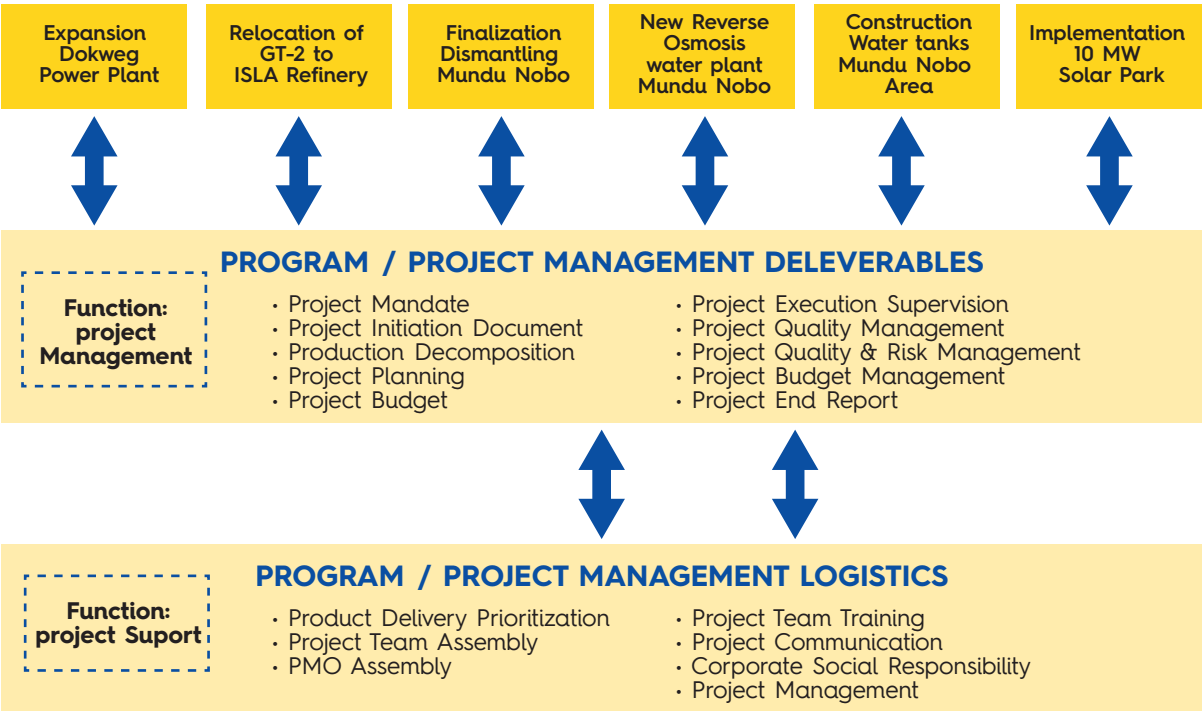 Expansion
Dokweg
Power Plant
Relocation of
GT-2 to
ISLA Refinery
Finalization
Dismantling
Mundu Nobo
New Reverse
Osmosis
water plant
Mundu Nobo
Construction
Water tanks
Mundu Nobo
Area
Implementation
10 MW
Solar Park
PROGRAM / PROJECT MANAGEMENT DELEVERABLES
Function:
project
Management
• Project Mandate
• Project Initiation Document
• Production Decomposition
• Project Planning
• Project Budget
• Project Execution Supervision
• Project Quality Management
• Project Quality & Risk Management
• Project Budget Management
• Project End Report
PROGRAM / PROJECT MANAGEMENT LOGISTICS
Function:
project Suport
• Product Delivery Prioritization
• Project Team Assembly
• PMO Assembly
• Project Team Training
• Project Communication
• Corporate Social Responsibility
• Project Management